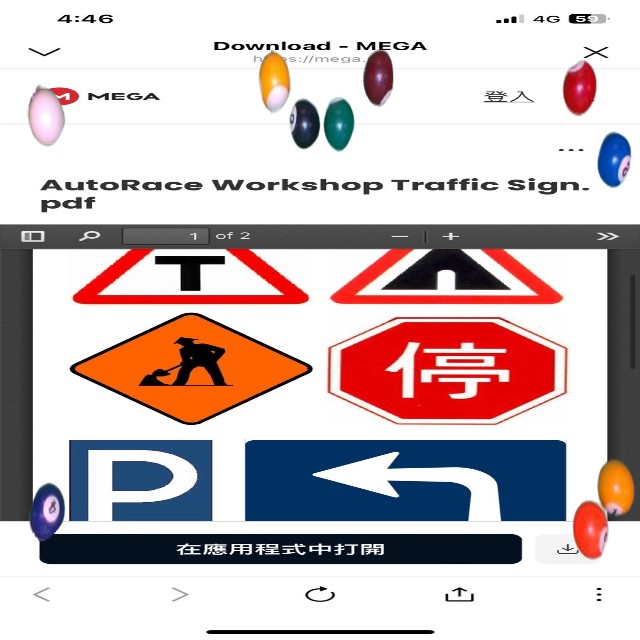 4:46
4G 59
Download - MEGA
https://mega.
M MEGA
登入
AutoRace Workshop Traffic Sign.
pdf
1 of 2
停
P
在應用程式中打開